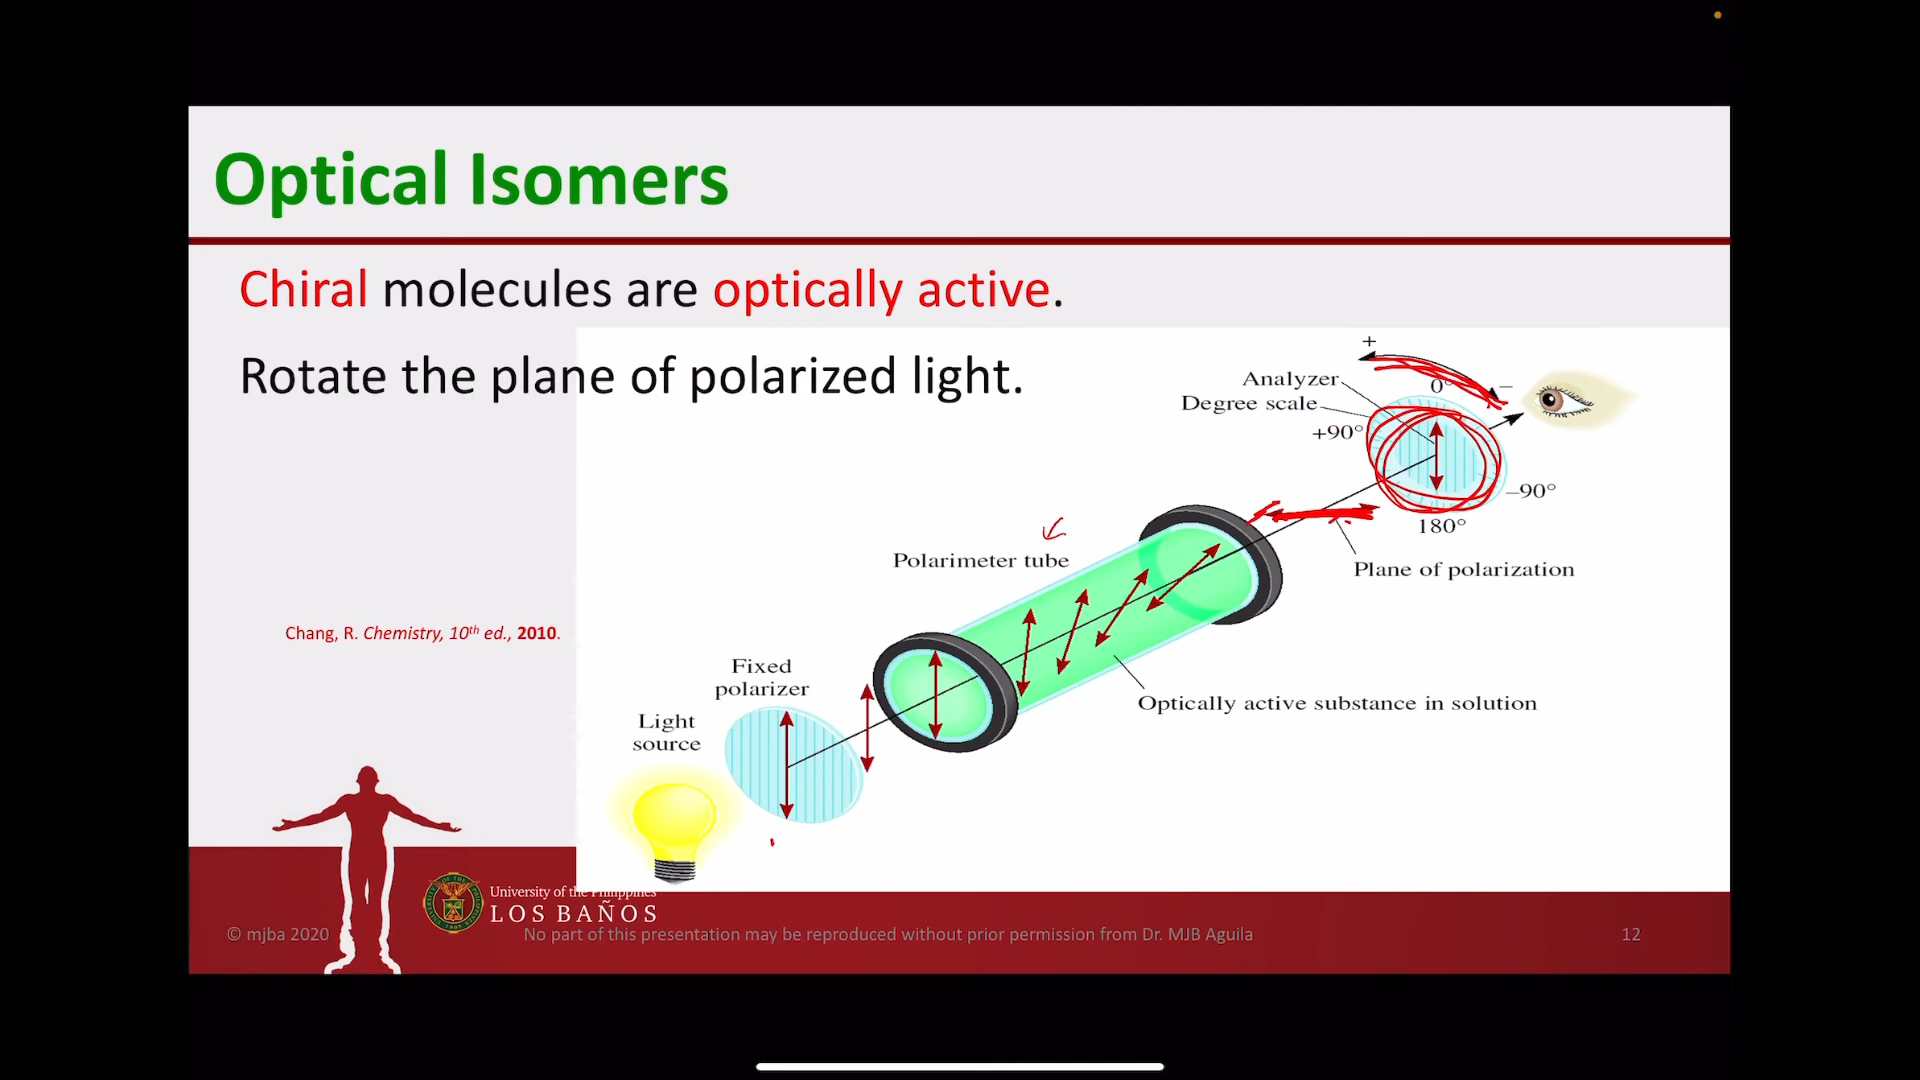 Optical Isomers
Chiral molecules are optically active.
Rotate the plane of polarized light.
+
Analyzer
0°
–
Degree scale
+90°
–90°
180°
Polarimeter tube
Plane of polarization
Chang, R. Chemistry, 10th ed., 2010.
Fixed
polarizer
Optically active substance in solution
Light
source
University of the Philippines
LOS BAÑOS
© mjba 2020
No part of this presentation may be reproduced without prior permission from Dr. MJB Aguila
12